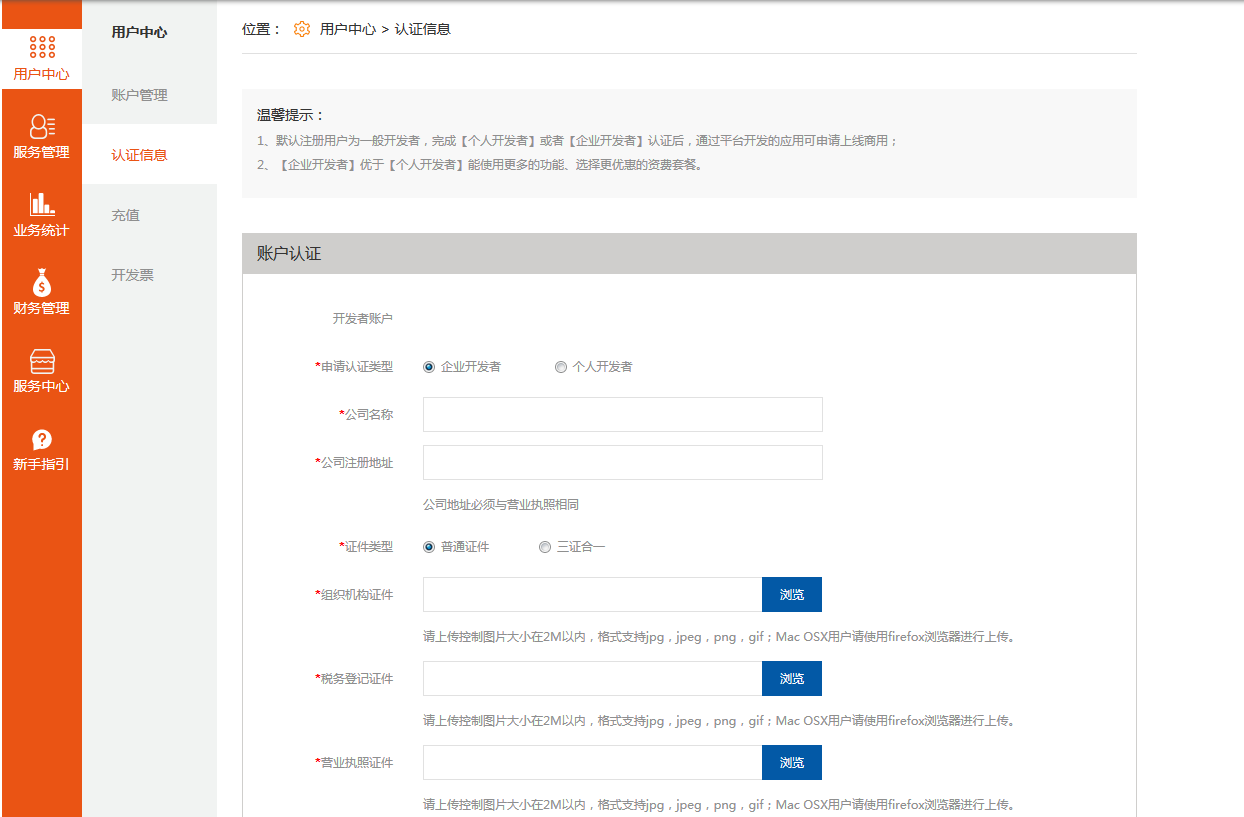 用户中心
服务管理
业务统计
财务管理
服务中心
新手指引
用户中心
账户管理
认证信息
充值
开发票
位置： 用户中心 > 认证信息
温馨提示：
1、默认注册用户为一般开发者，完成【个人开发者】或者【企业开发者】认证后，通过平台开发的应用可申请上线商用；
2、【企业开发者】优于【个人开发者】能使用更多的功能、选择更优惠的资费套餐。
账户认证
开发者账户
*申请认证类型 企业开发者 个人开发者
*公司名称
*公司注册地址
公司地址必须与营业执照相同
*证件类型 普通证件 三证合一
*组织机构证件 浏览
请上传控制图片大小在2M以内，格式支持jpg，jpeg，png，gif；Mac OSX用户请使用firefox浏览器进行上传。
*税务登记证件 浏览
请上传控制图片大小在2M以内，格式支持jpg，jpeg，png，gif；Mac OSX用户请使用firefox浏览器进行上传。
*营业执照证件 浏览
请上传控制图片大小在2M以内，格式支持jpg，jpeg，png，gif；Mac OSX用户请使用firefox浏览器进行上传。